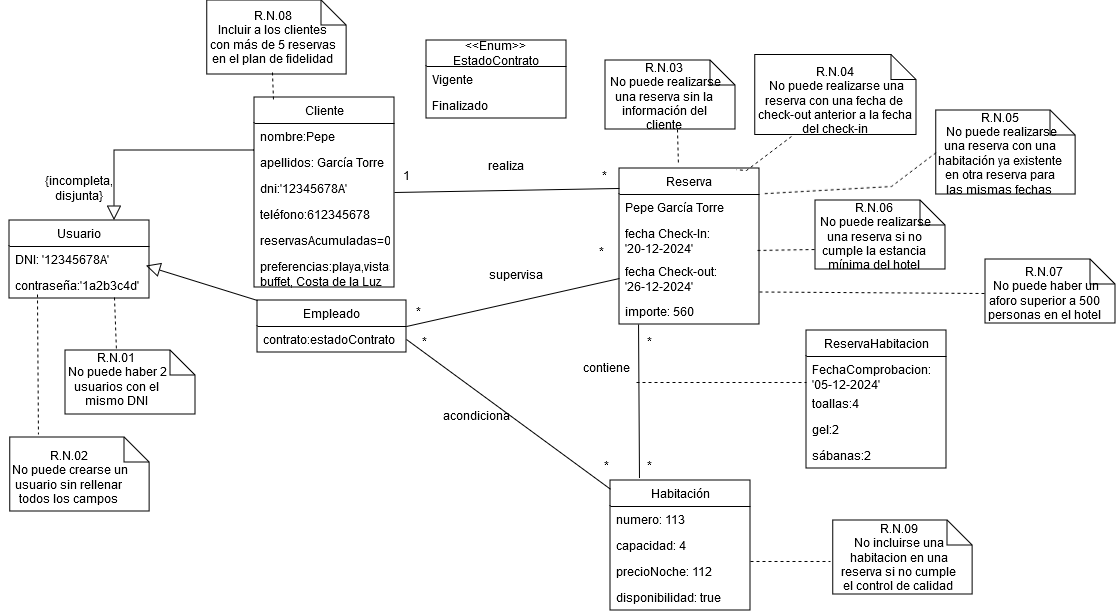 R.N.08
Incluir a los clientes
con más de 5 reservas
en el plan de fidelidad
<<Enum>>
EstadoContrato
Vigente
Finalizado
R.N.03
No puede realizarse
una reserva sin la
información del
cliente
R.N.04
No puede realizarse una
reserva con una fecha de
check-out anterior a la fecha
del check-in
R.N.05
No puede realizarse
una reserva con una
habitación ya existente
en otra reserva para
las mismas fechas
Cliente
nombre:Pepe
apellidos: García Torre
dni:'12345678A'
teléfono:612345678
reservasAcumuladas=0
preferencias:playa,vista
buffet, Costa de la Luz
realiza
1
*
{incompleta,
disjunta}
Reserva
Pepe García Torre
fecha Check-In:
'20-12-2024'
fecha Check-out:
'26-12-2024'
importe: 560
R.N.06
No puede realizarse
una reserva si no
cumple la estancia
mínima del hotel
R.N.07
No puede haber un
aforo superior a 500
personas en el hotel
Usuario
DNI: '12345678A'
contraseña:'1a2b3c4d'
supervisa
*
*
Empleado
contrato:estadoContrato
*
R.N.01
No puede haber 2
usuarios con el
mismo DNI
R.N.02
No puede crearse un
usuario sin rellenar
todos los campos
contiene
*
ReservaHabitacion
FechaComprobacion:
'05-12-2024'
toallas:4
gel:2
sábanas:2
acondiciona
*
*
Habitación
numero: 113
capacidad: 4
precioNoche: 112
disponibilidad: true
R.N.09
No incluirse una
habitacion en una
reserva si no cumple
el control de calidad